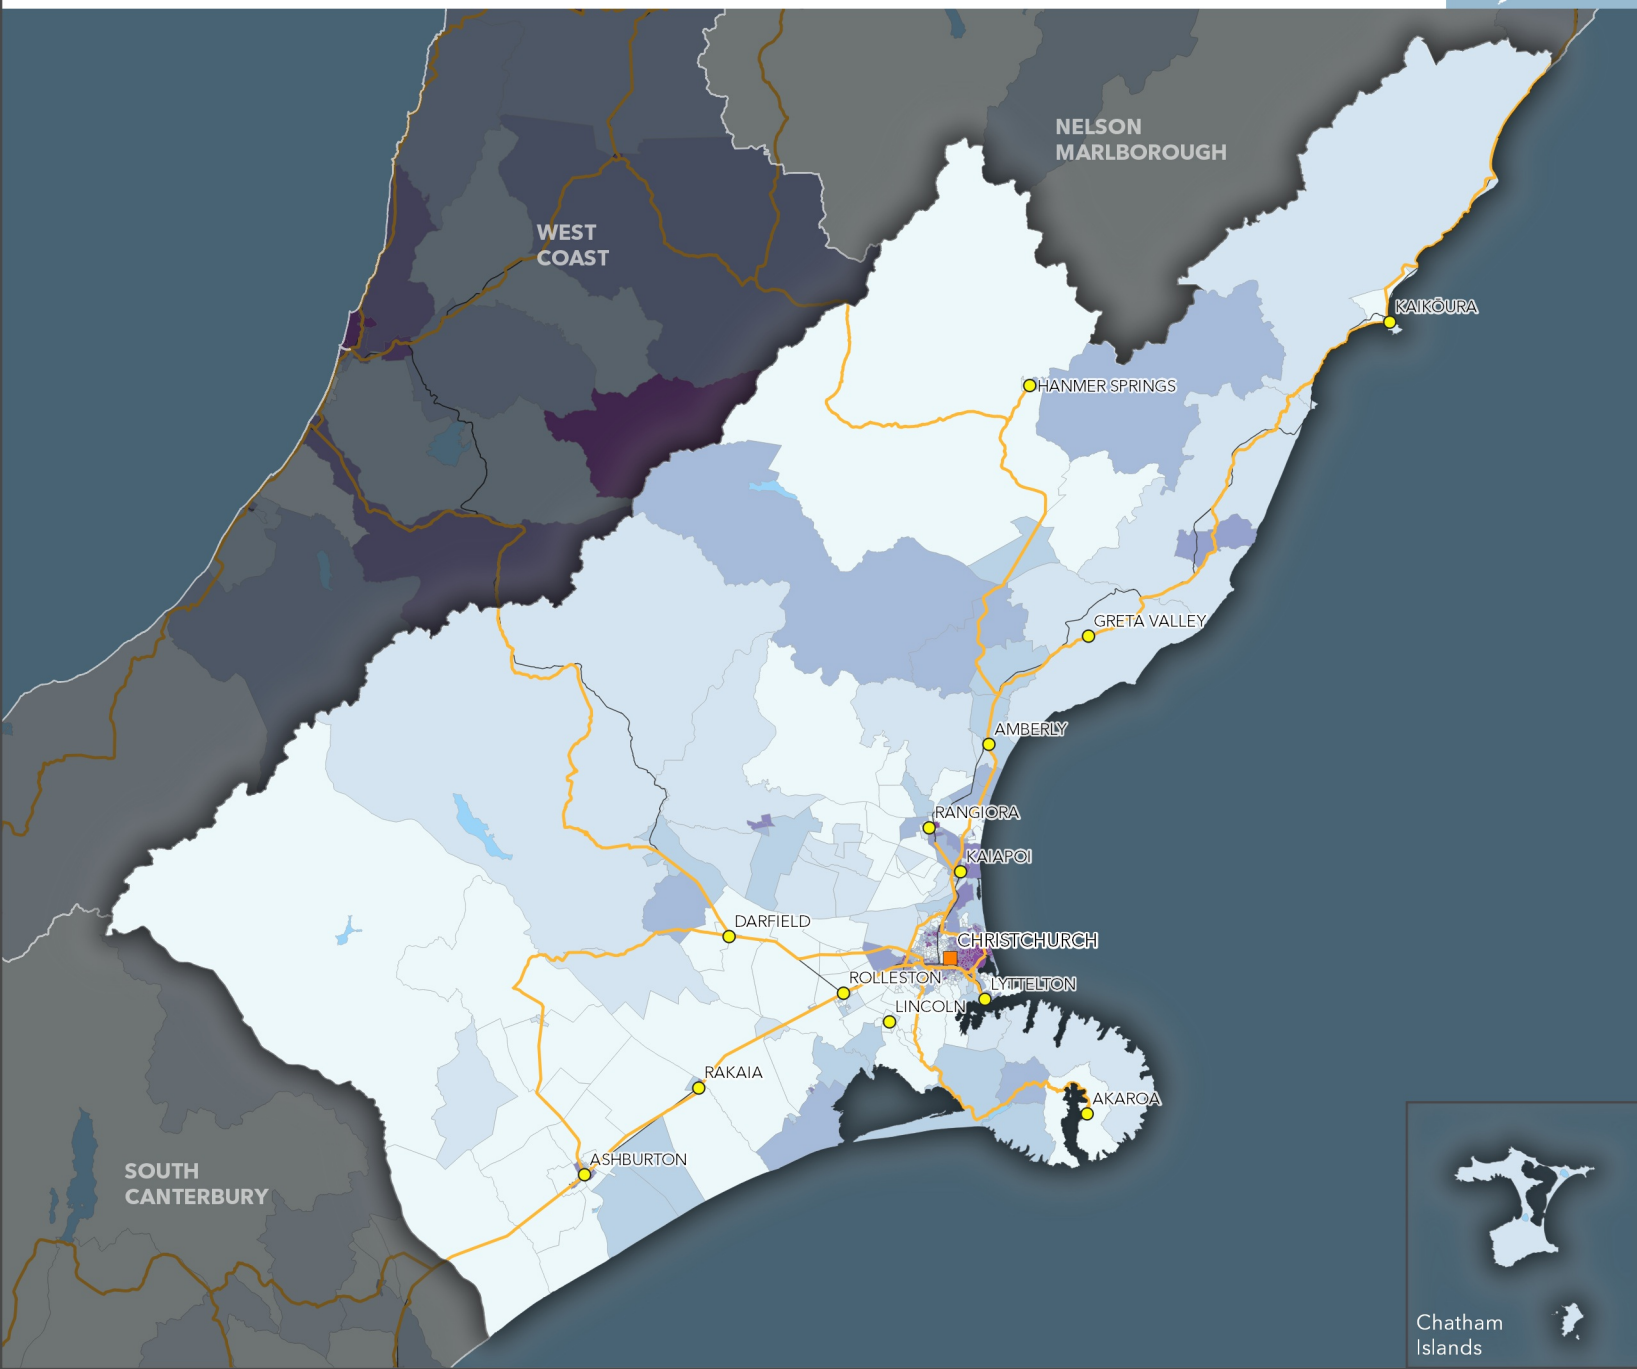 NELSON
MARLBOROUGH
WEST
COAST
KAIKŌURA
HANMER SPRINGS
GRETA VALLEY
AMBERLY
RANGIORA
KAIAPOI
DARFIELD
CHRISTCHURCH
ROLLESTON
LYTTELTON
LINCOLN
RAKAIA
AKAROA
ASHBURTON
SOUTH
CANTERBURY
Chatham
Islands